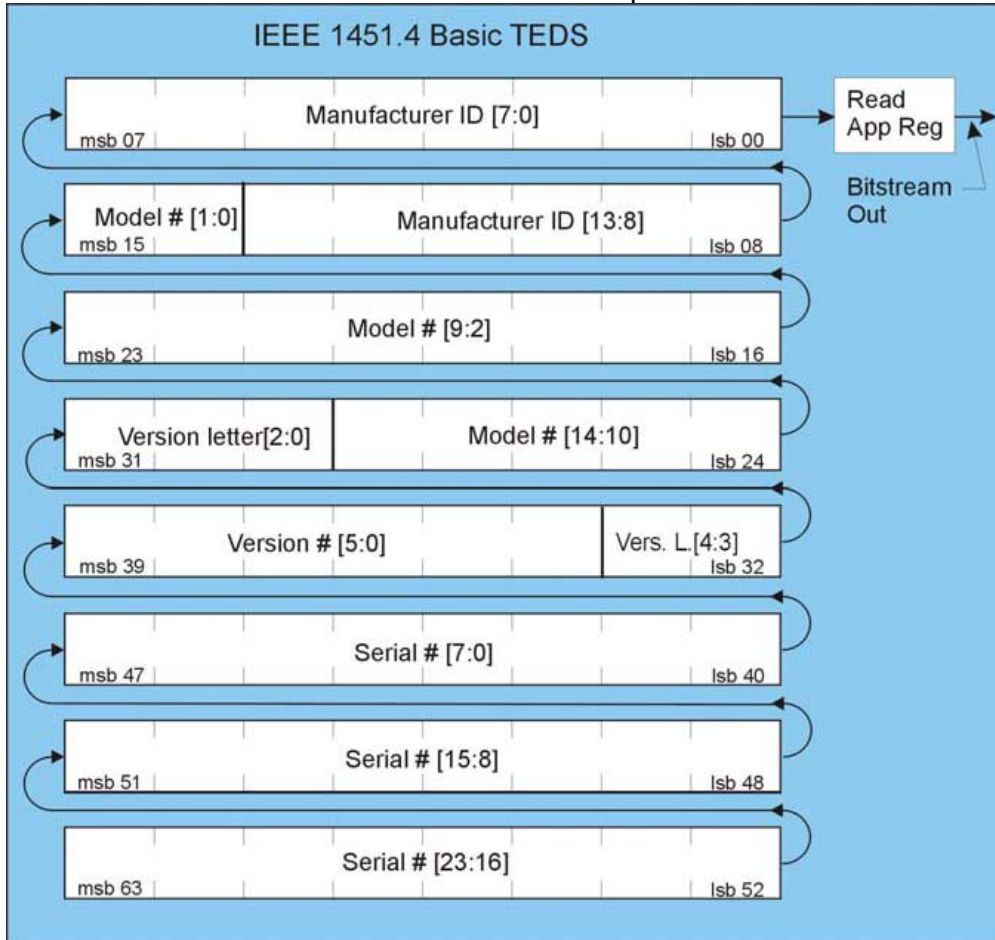 IEEE 1451.4 Basic TEDS
Manufacturer ID [7:0]
msb 07
lsb 00
Read
App Reg
Bitstream
Out
Model # [1:0]
Manufacturer ID [13:8]
msb 15
lsb 08
Model # [9:2]
msb 23
lsb 16
Version letter[2:0]
Model # [14:10]
msb 31
lsb 24
Version # [5:0]
Vers. L.[4:3]
msb 39
lsb 32
Serial # [7:0]
msb 47
lsb 40
Serial # [15:8]
msb 51
lsb 48
Serial # [23:16]
msb 63
lsb 52